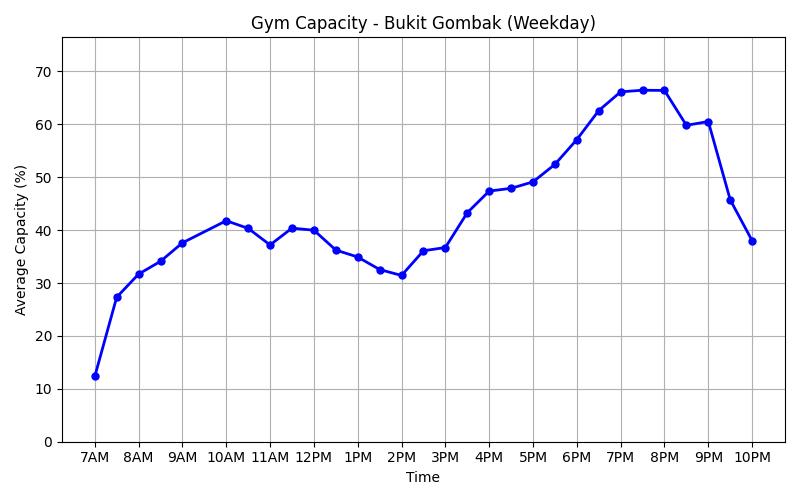 Gym Capacity - Bukit Gombak (Weekday)
Average Capacity (%)
70
60
50
40
30
20
10
0
7AM 8AM 9AM 10AM 11AM 12PM 1PM 2PM 3PM 4PM 5PM 6PM 7PM 8PM 9PM 10PM
Time